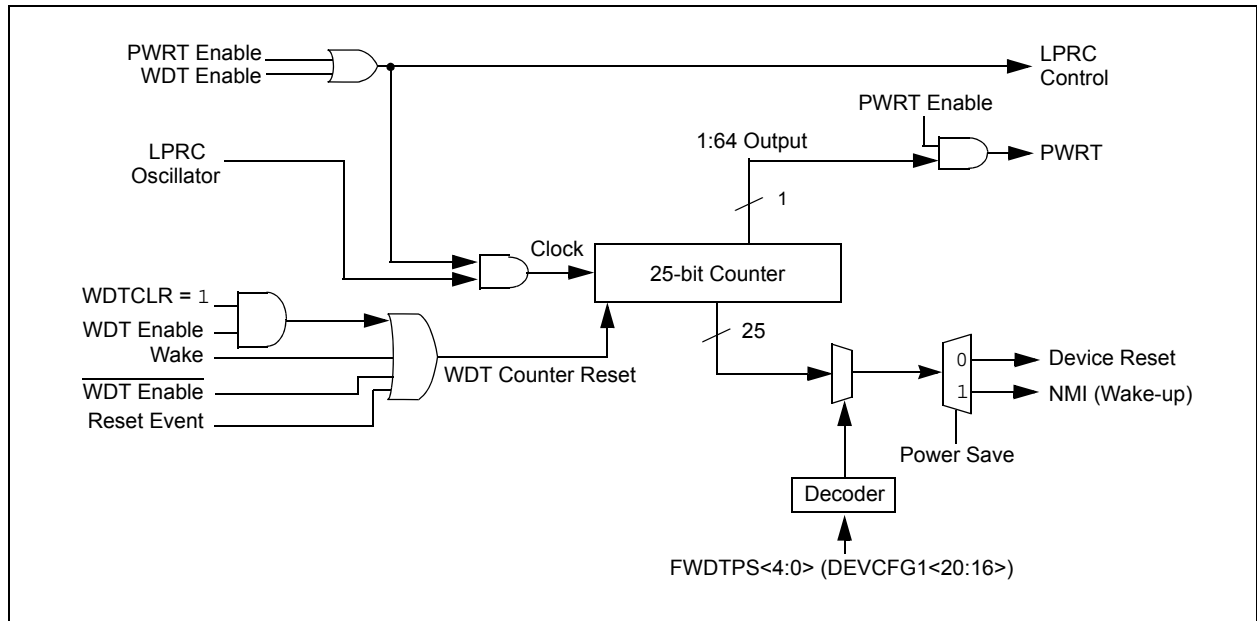 PWRT Enable
WDT Enable
LPRC
Control
PWRT Enable
1:64 Output
LPRC
Oscillator
PWRT
1
Clock
25-bit Counter
WDTCLR = 1
WDT Enable
25
Wake
WDT Counter Reset
0
Device Reset
WDT Enable
1
NMI (Wake-up)
Reset Event
Power Save
Decoder
FWDTPS<4:0> (DEVCFG1<20:16>)